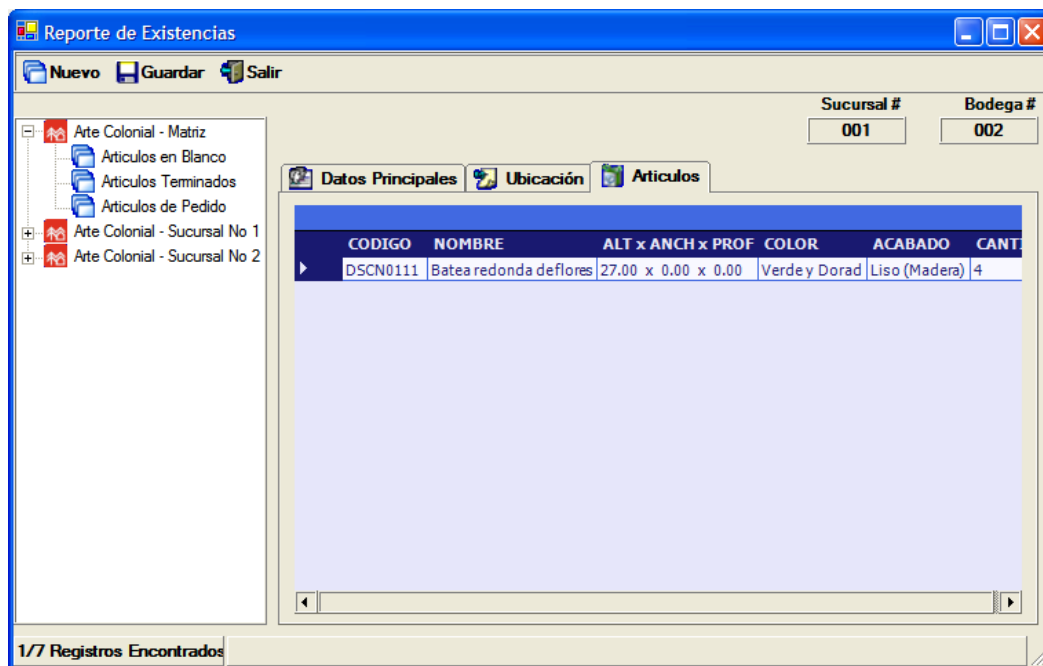 Reporte de Existencias
Nuevo Guardar Salir
Sucursal # Bodega #
001 002
Arte Colonial - Matriz
Articulos en Blanco
Articulos Terminados
Articulos de Pedido
Arte Colonial - Sucursal No 1
Arte Colonial - Sucursal No 2
Datos Principales Ubicación Articulos
CODIGO NOMBRE ALT x ANCH x PROF COLOR ACABADO CANTI
DSCN0111 Batea redonda de flores 27.00 x 0.00 x 0.00 Verde y Dorad Liso (Madera) 4
1/7 Registros Encontrados